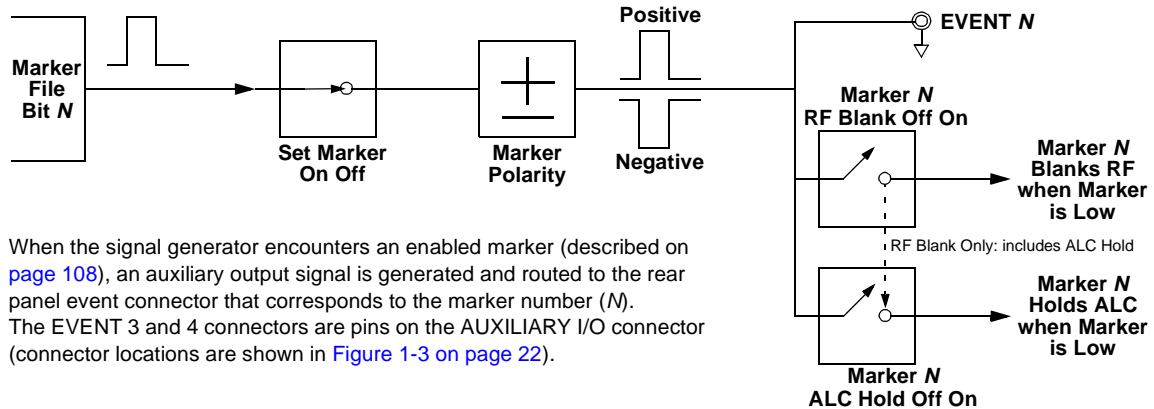 Positive
EVENT N
Marker
File
Bit N
Marker N
RF Blank Off On
Set Marker
On Off
Marker
Polarity
Negative
Marker N
Blanks RF
when Marker
is Low
When the signal generator encounters an enabled marker (described on
page 108), an auxiliary output signal is generated and routed to the rear
panel event connector that corresponds to the marker number (N).
The EVENT 3 and 4 connectors are pins on the AUXILIARY I/O connector
(connector locations are shown in Figure 1-3 on page 22).
RF Blank Only: includes ALC Hold
Marker N
Holds ALC
when Marker
is Low
Marker N
ALC Hold Off On